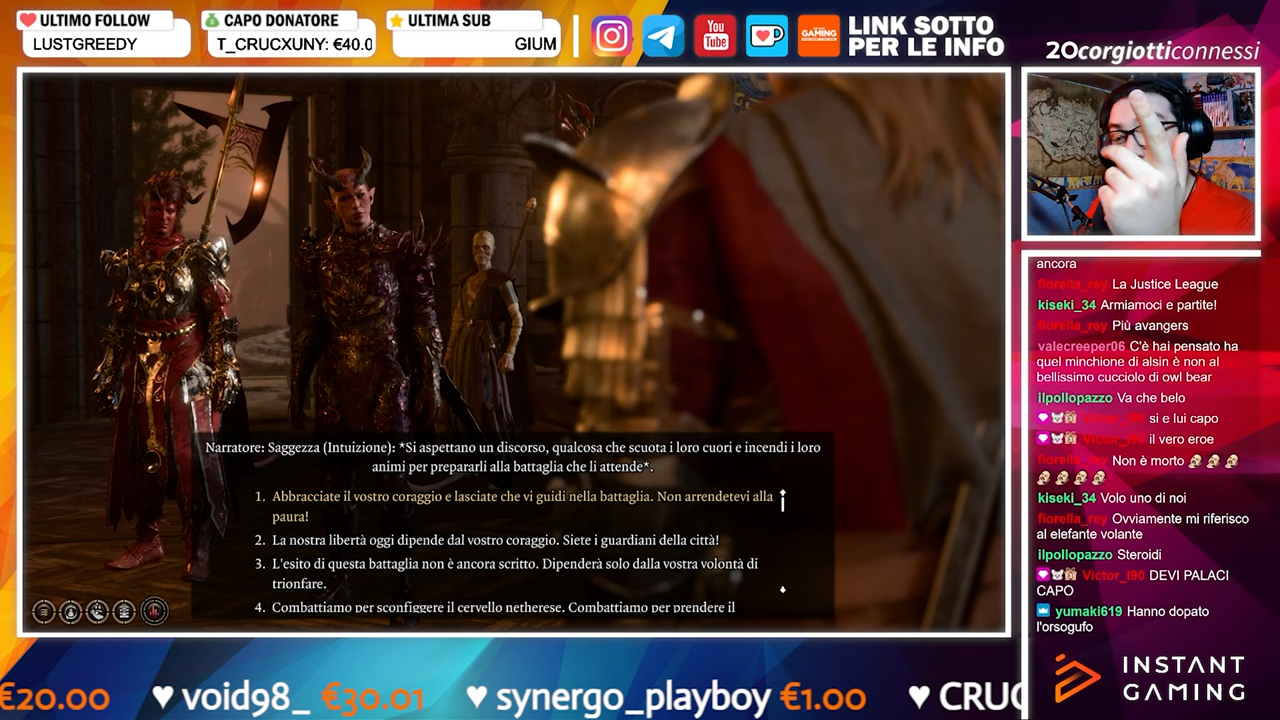 ULTIMO FOLLOW
LUSTGREEDY
CAPO DONATORE
T_CRUCXUNY: €40.0
ULTIMA SUB
GIUM
You
Tube
GAMING
LINK SOTTO
PER LE INFO
20corgiotticonnessi
Narratore: Saggezza (Intuizione): *Si aspettano un discorso, qualcosa che scuota i loro cuori e incendi i loro
animi per prepararli alla battaglia che li attende*.
1. Abbracciate il vostro coraggio e lasciate che vi guidi nella battaglia. Non arrendetevi alla
paura!
2. La nostra libertà oggi dipende dal vostro coraggio. Siete i guardiani della città!
3. L'esito di questa battaglia non è ancora scritto. Dipenderà solo dalla vostra volontà di
trionfare.
4. Combattiamo per sconfiggere il cervello netherese. Combattiamo per prendere il
ancora
fiorella_rey La Justice League
kiseki_34 Armiamoci e partite!
fiorella_rey Più avangers
valecreeper06 C'è hai pensato ha
quel minchione di alsin è non al
bellissimo cucciolo di owl bear
ilpollopazzo Va che belo
Victor_l90 si e lui capo
Victor_l90 il vero eroe
fiorella_rey Non è morto
kiseki_34 Volo uno di noi
fiorella_rey Ovviamente mi riferisco
al elefante volante
ilpollopazzo Steroidi
Victor_l90 DEVI PALACI
CAPO
yumaki619 Hanno dopato
l'orsogufo
INSTANT
GAMING
€20.00 ♥ void98_ €30.01 ♥ synergo_playboy €1.00 ♥ CRUC